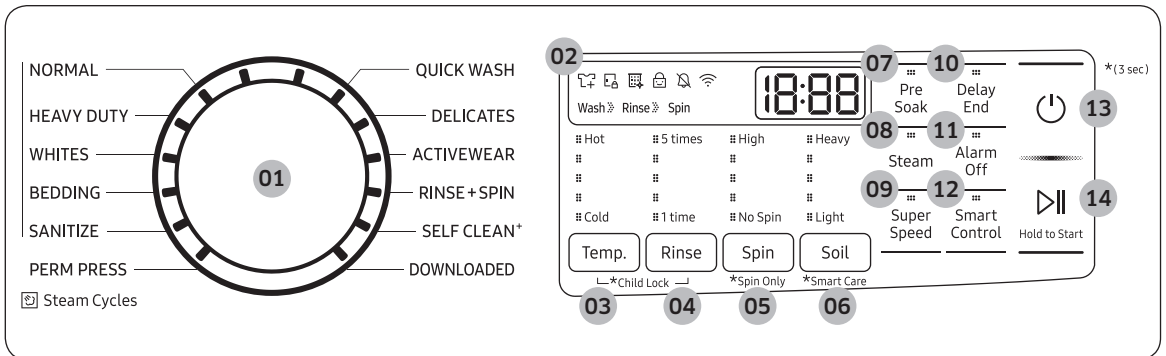 NORMAL
HEAVY DUTY
WHITES
BEDDING
SANITIZE
PERM PRESS
Steam Cycles
01
QUICK WASH
DELICATES
ACTIVEWEAR
RINSE+SPIN
SELF CLEAN+
DOWNLOADED
02
Wash Rinse Spin
18:88
Hot 5 times High Heavy
Cold 1 time No Spin Light
Temp. Rinse Spin Soil
*Child Lock *Spin Only *Smart Care
03 04 05 06
07 10
Pre Soak
Delay End
08 11
Steam
Alarm Off
09 12
Super Speed
Smart Control
*(3 sec)
13
14
Hold to Start